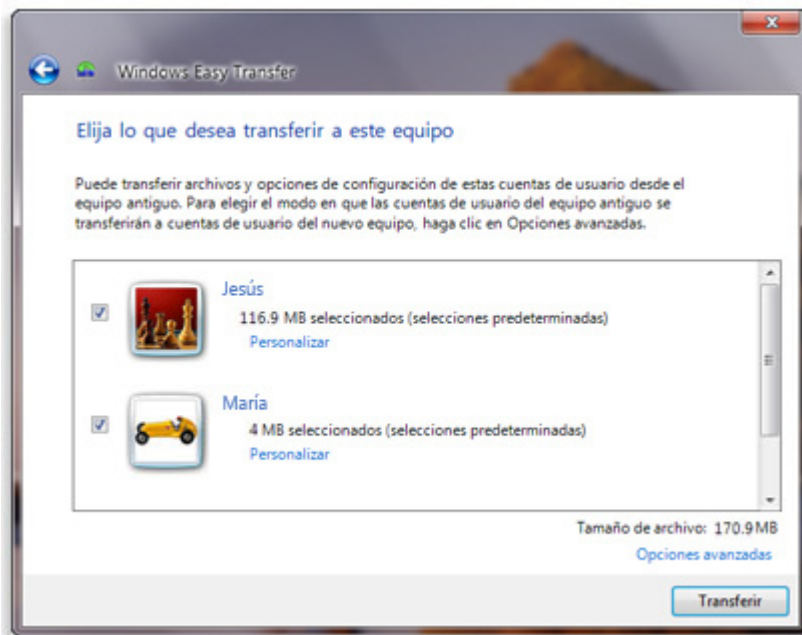 Windows Easy Transfer
Elija lo que desea transferir a este equipo
Puede transferir archivos y opciones de configuración de estas cuentas de usuario desde el
equipo antiguo. Para elegir el modo en que las cuentas de usuario del equipo antiguo se
transferirán a cuentas de usuario del nuevo equipo, haga clic en Opciones avanzadas.
Jesús
116.9 MB seleccionados (selecciones predeterminadas)
Personalizar
María
4 MB seleccionados (selecciones predeterminadas)
Personalizar
Tamaño de archivo: 170.9 MB
Opciones avanzadas
Transferir